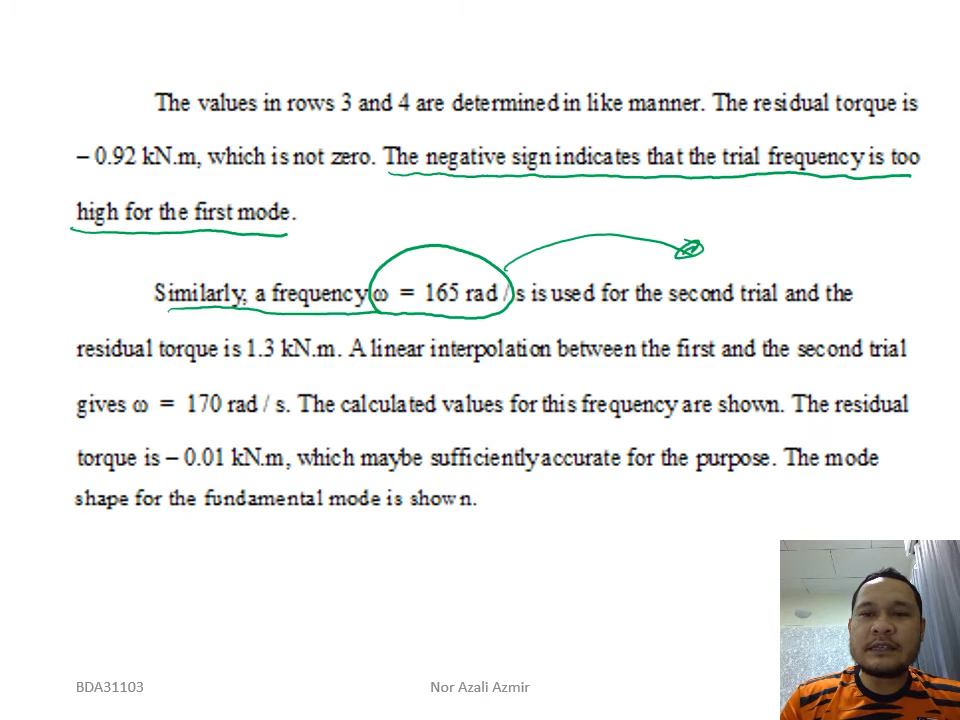 The values in rows 3 and 4 are determined in like manner. The residual torque is
– 0.92 kN.m, which is not zero. The negative sign indicates that the trial frequency is too
high for the first mode.
Similarly, a frequency ω = 165 rad / s is used for the second trial and the
residual torque is 1.3 kN.m. A linear interpolation between the first and the second trial
gives ω = 170 rad / s. The calculated values for this frequency are shown. The residual
torque is – 0.01 kN.m, which maybe sufficiently accurate for the purpose. The mode
shape for the fundamental mode is shown.
BDA31103
Nor Azali Azmir